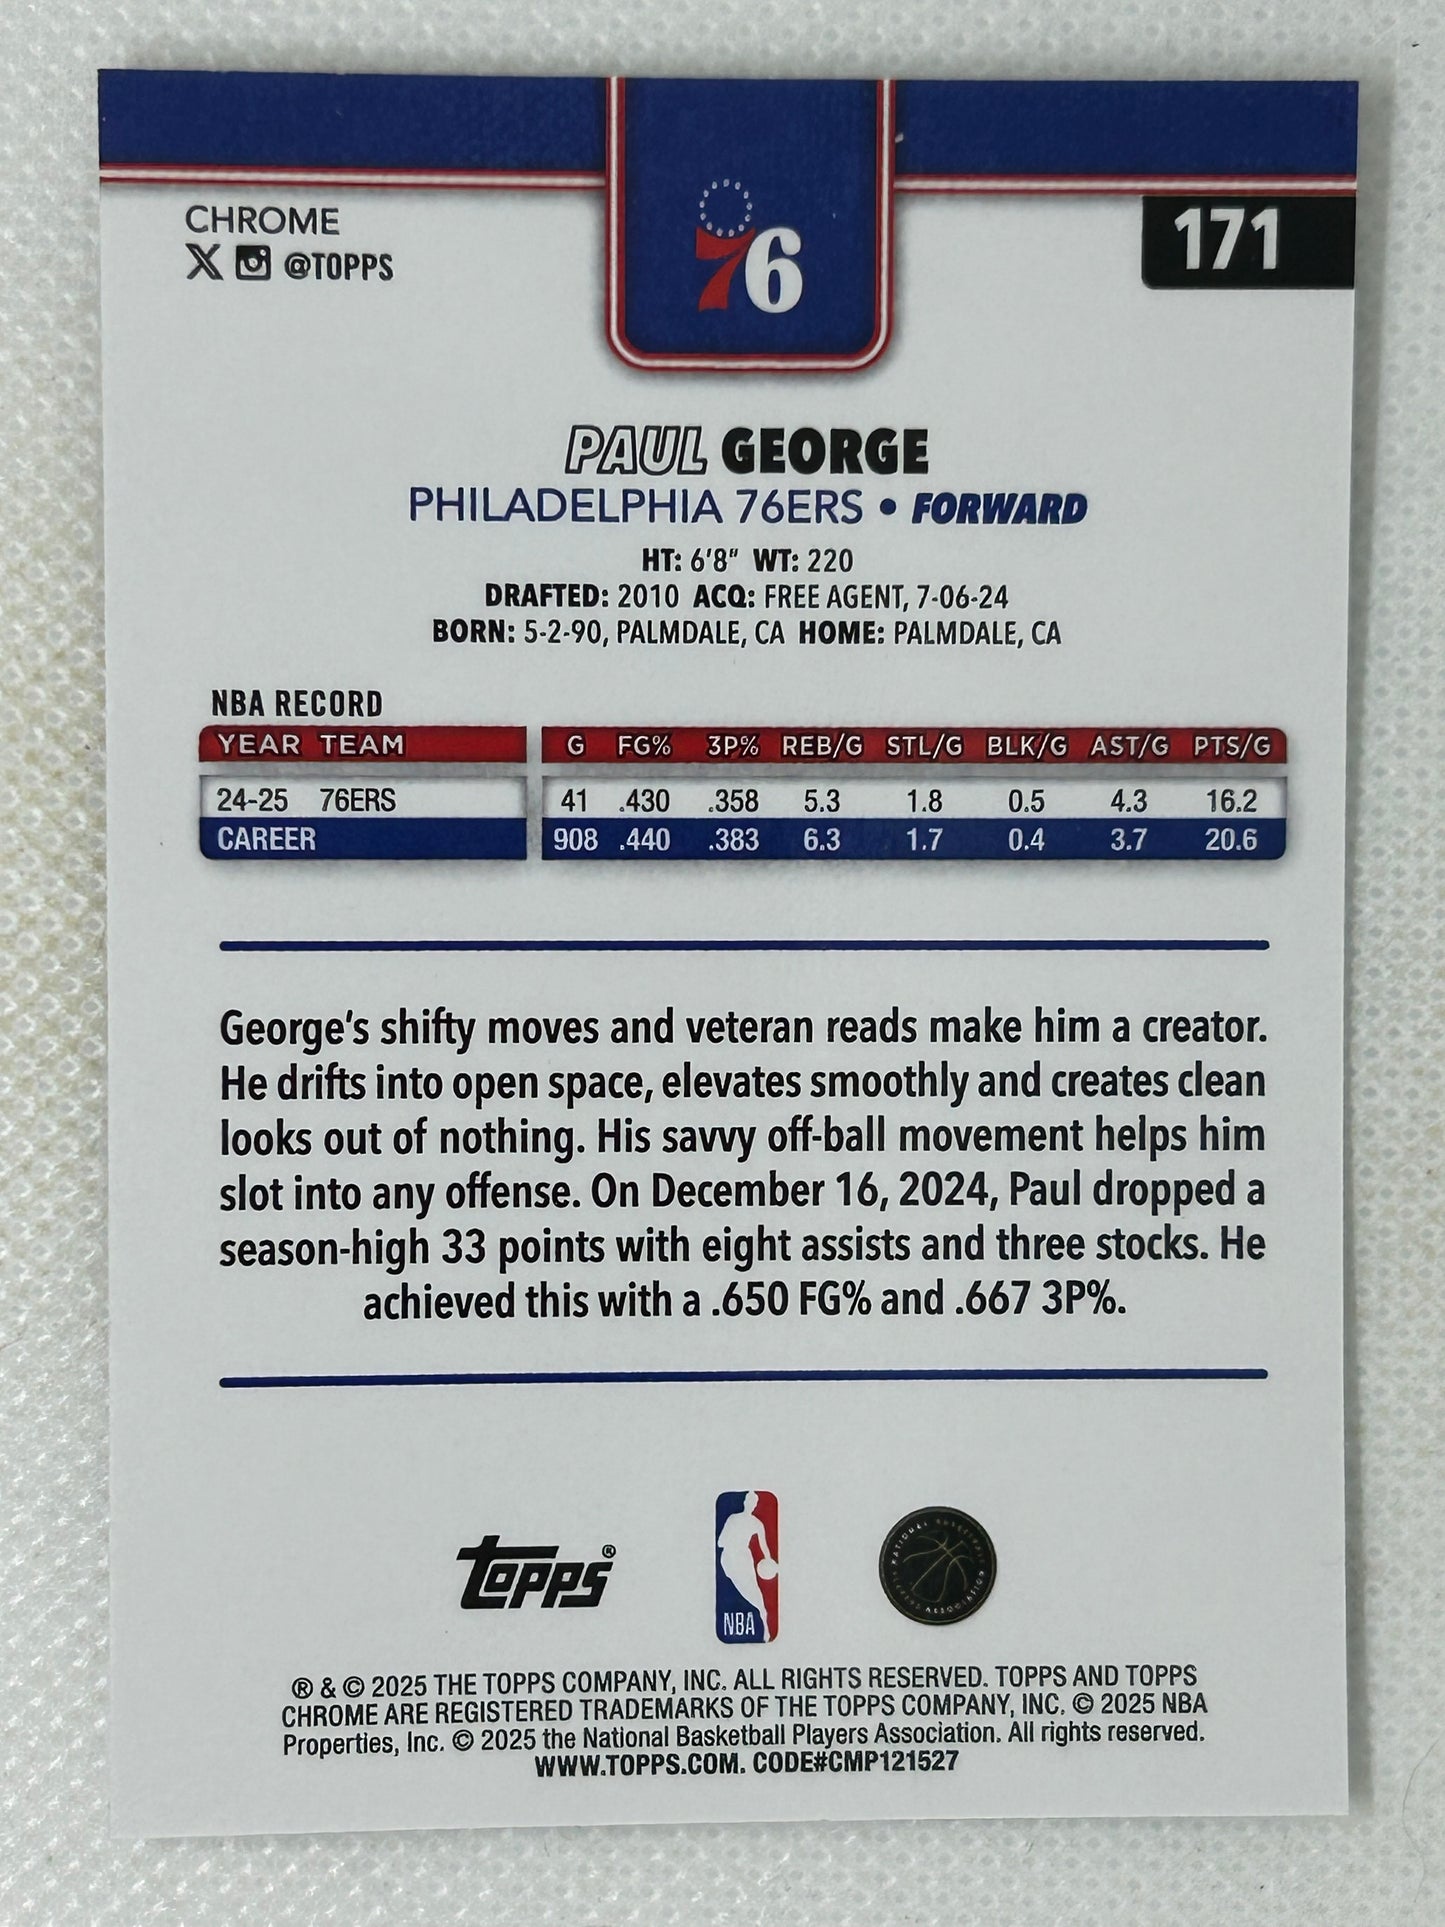 CHROME
X @TOPPS
76
171
PAUL GEORGE
PHILADELPHIA 76ERS • FORWARD
HT: 6'8" WT: 220
DRAFTED: 2010 ACQ: FREE AGENT, 7-06-24
BORN: 5-2-90, PALMDALE, CA HOME: PALMDALE, CA
NBA RECORD
YEAR TEAM G FG% 3P% REB/G STL/G BLK/G AST/G PTS/G
24-25 76ERS 41 .430 .358 5.3 1.8 0.5 4.3 16.2
CAREER 908 .440 .383 6.3 1.7 0.4 3.7 20.6
George's shifty moves and veteran reads make him a creator.
He drifts into open space, elevates smoothly and creates clean
looks out of nothing. His savvy off-ball movement helps him
slot into any offense. On December 16, 2024, Paul dropped a
season-high 33 points with eight assists and three stocks. He
achieved this with a .650 FG% and .667 3P%.
topps®
NBA
® & © 2025 THE TOPPS COMPANY, INC. ALL RIGHTS RESERVED. TOPPS AND TOPPS
CHROME ARE REGISTERED TRADEMARKS OF THE TOPPS COMPANY, INC. © 2025 NBA
Properties, Inc. © 2025 the National Basketball Players Association. All rights reserved.
WWW.TOPPS.COM. CODE#CMP121527